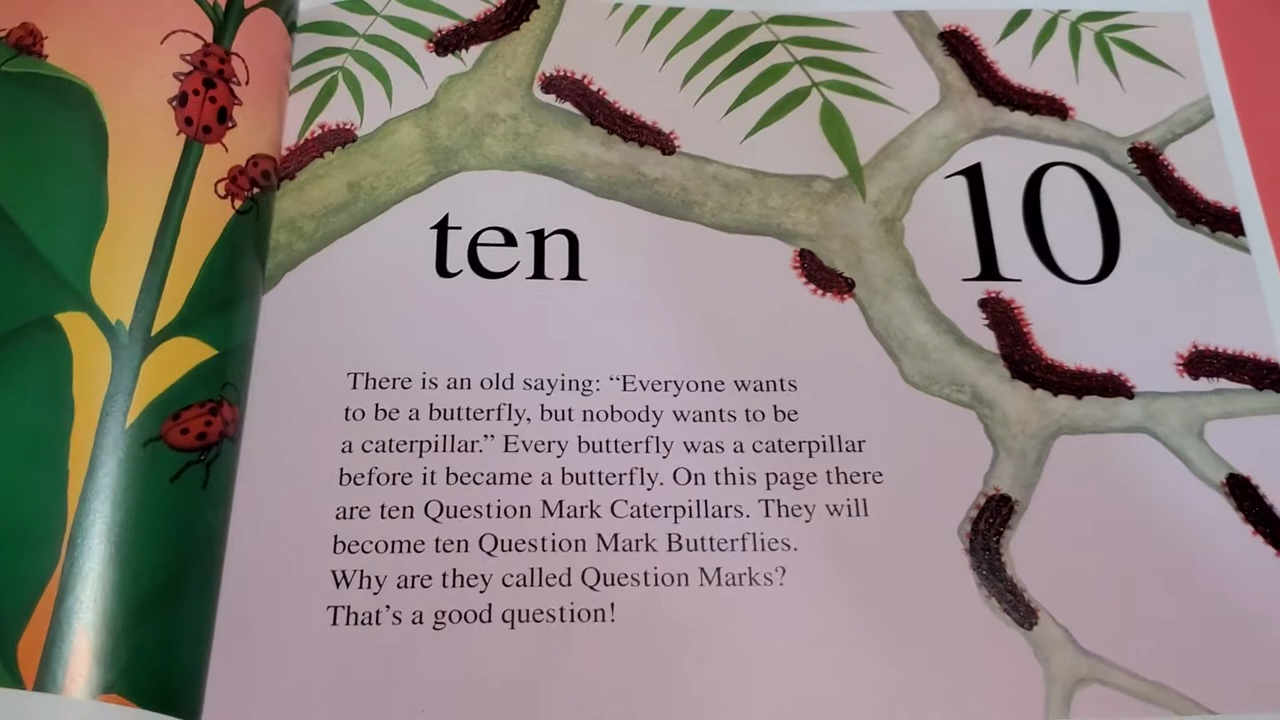 ten
10
There is an old saying: “Everyone wants
to be a butterfly, but nobody wants to be
a caterpillar.” Every butterfly was a caterpillar
before it became a butterfly. On this page there
are ten Question Mark Caterpillars. They will
become ten Question Mark Butterflies.
Why are they called Question Marks?
That’s a good question!